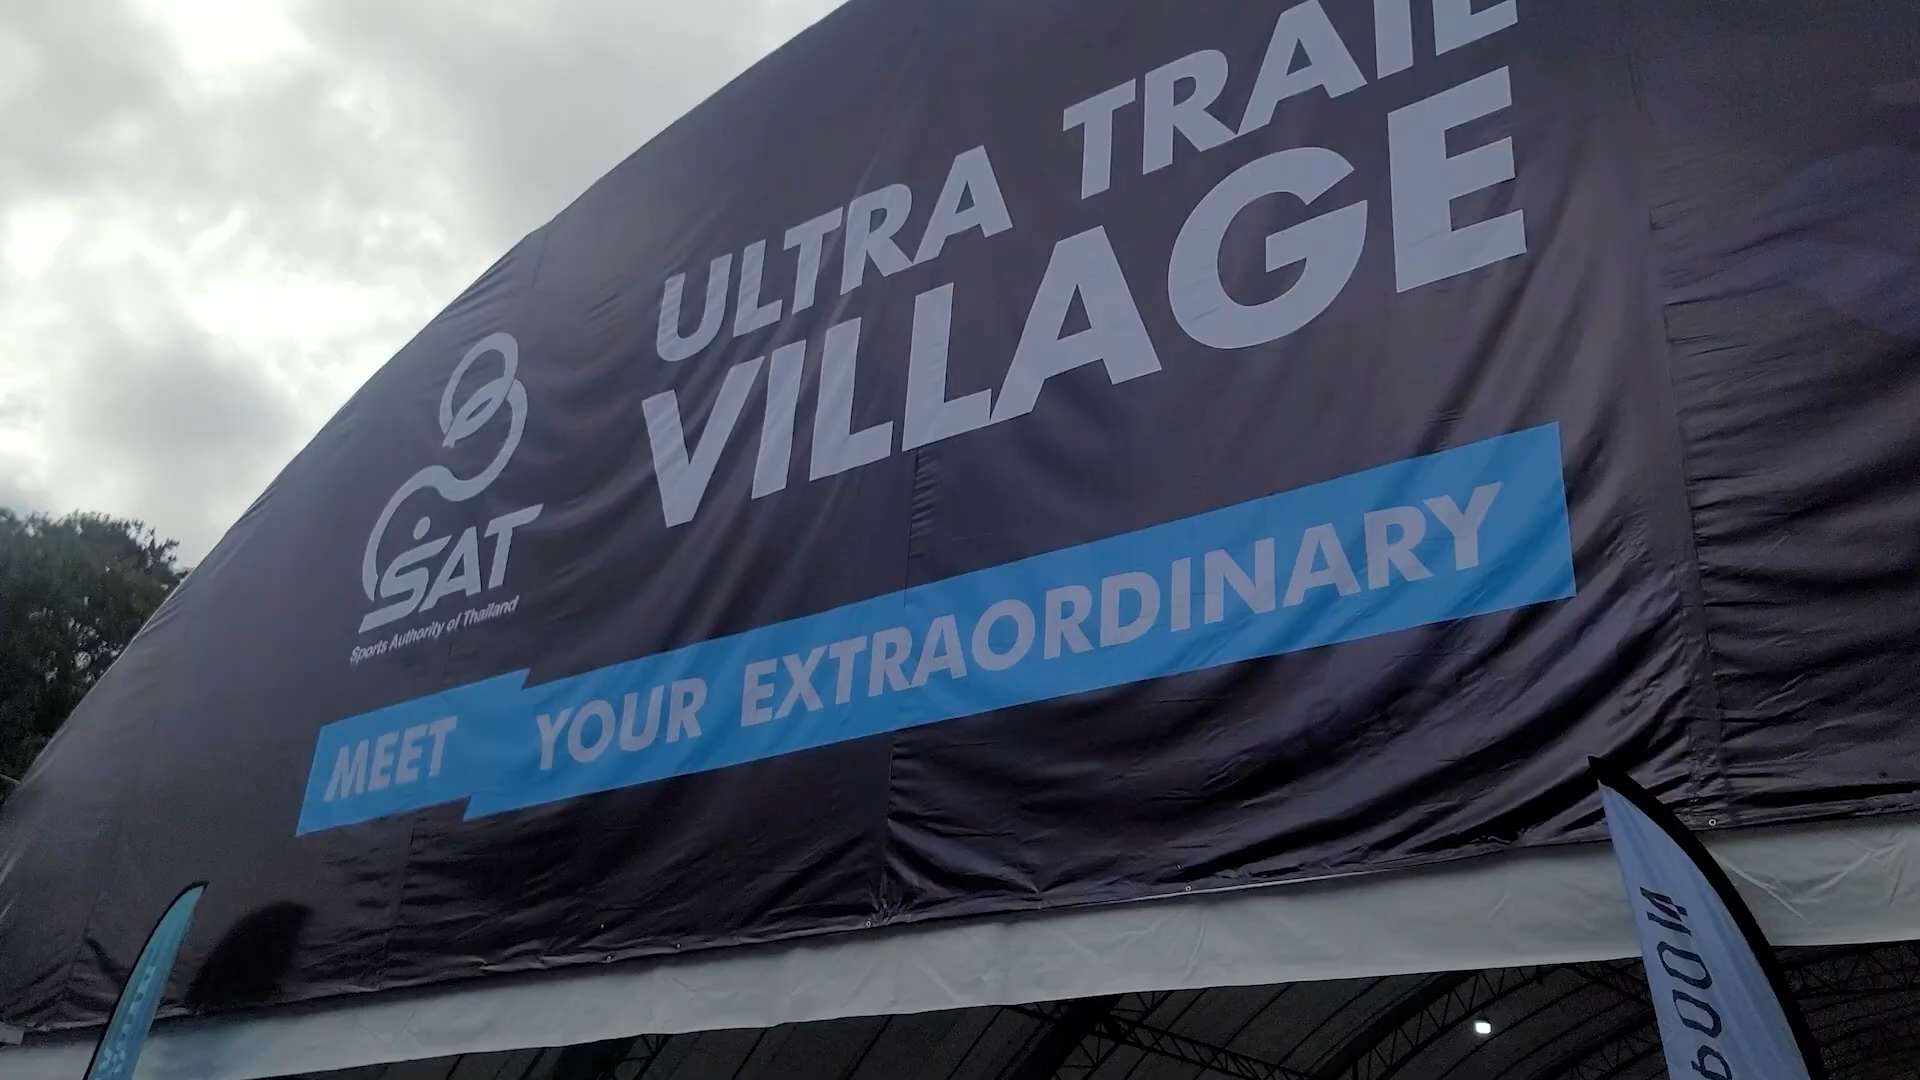 ULTRA TRAIL
VILLAGE
SAT
Sports Authority of Thailand
MEET YOUR EXTRAORDINARY